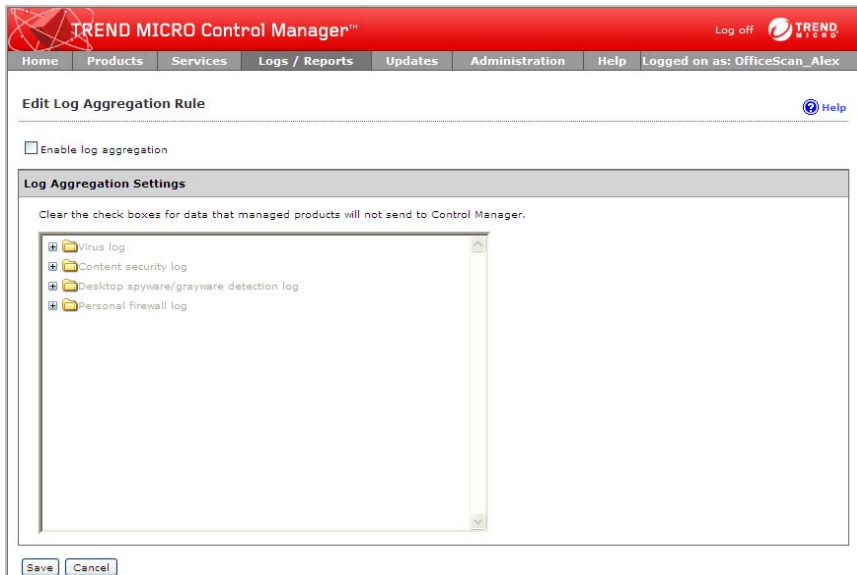 TREND MICRO Control Manager™
Log off
TREND MICRO
Home Products Services Logs / Reports Updates Administration Help Logged on as: OfficeScan_Alex
Edit Log Aggregation Rule
Help
Enable log aggregation
Log Aggregation Settings
Clear the check boxes for data that managed products will not send to Control Manager.
Virus log
Content security log
Desktop spyware/grayware detection log
Personal firewall log
Save Cancel